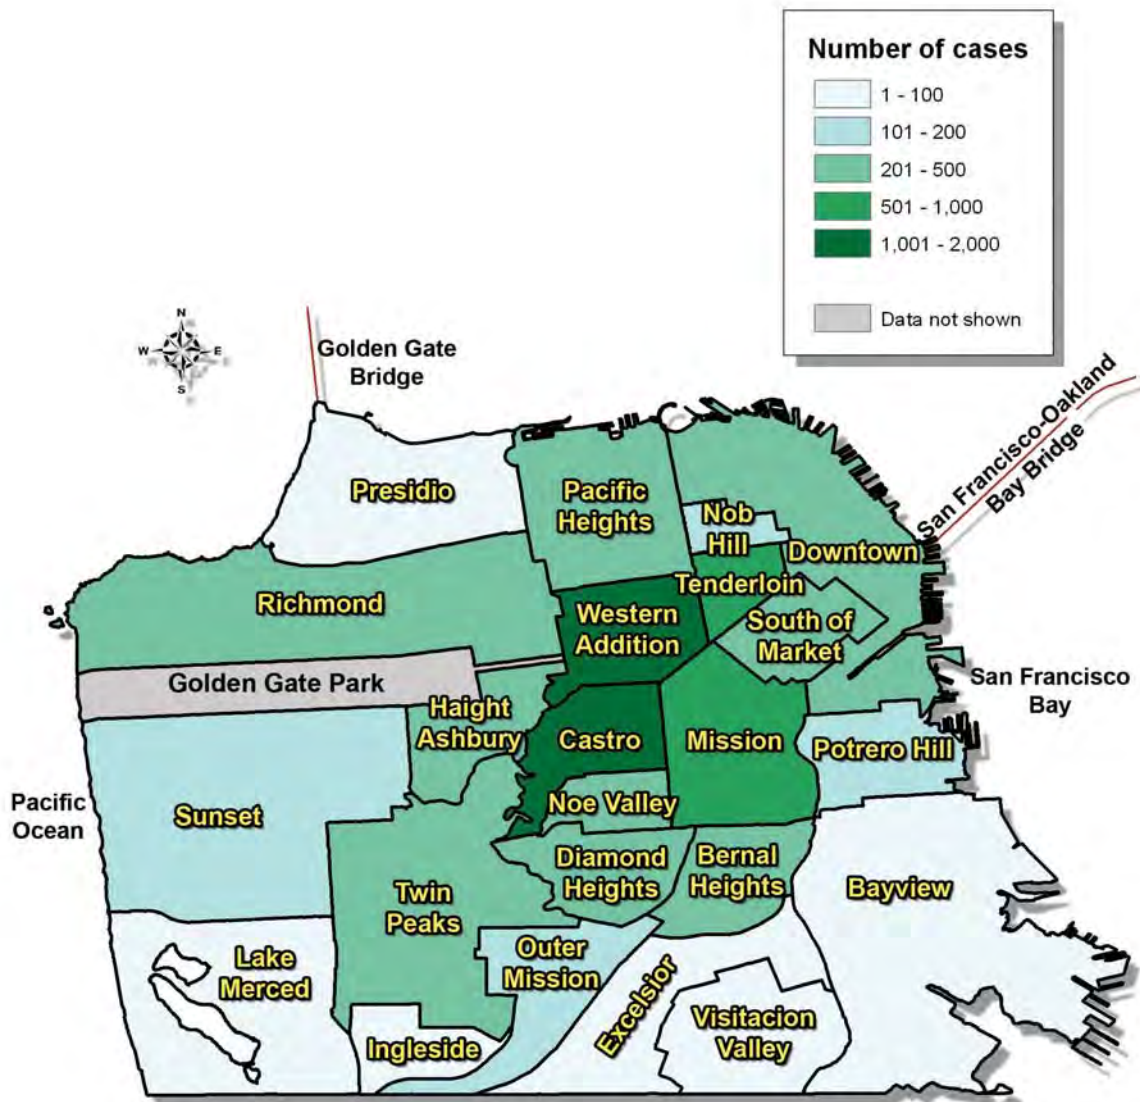 Number of cases
1 - 100
101 - 200
201 - 500
501 - 1,000
1,001 - 2,000
Data not shown
N
W
E
S
Golden Gate
Bridge
San Francisco-Oakland
Bay Bridge
Presidio
Pacific
Heights
Nob
Hill
Downtown
Tenderloin
Richmond
Western
Addition
South of
Market
Golden Gate Park
San Francisco
Bay
Haight
Ashbury
Castro
Mission
Potrero Hill
Pacific
Ocean
Sunset
Noe Valley
Diamond
Heights
Bernal
Heights
Bayview
Twin
Peaks
Lake
Merced
Outer
Mission
Excelsior
Visitacion
Valley
Ingleside